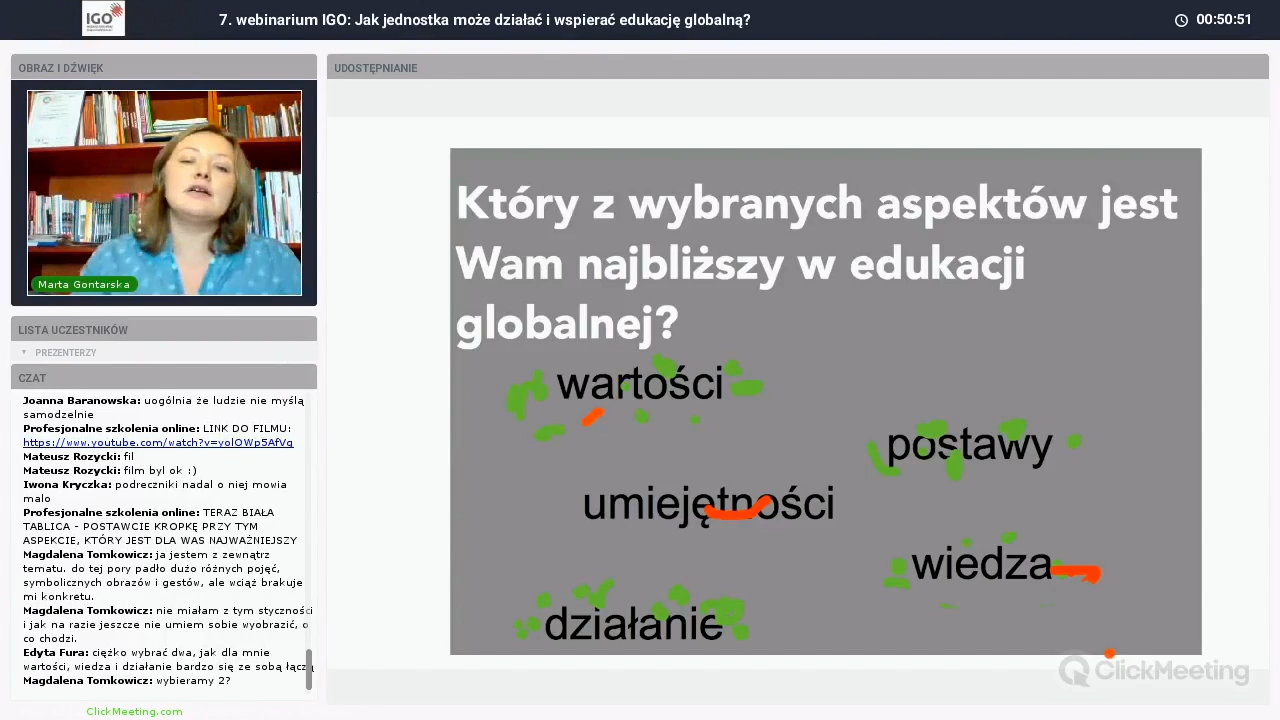 IGO
7. webinarium IGO: Jak jednostka może działać i wspierać edukację globalną?
00:50:51
OBRAZ I DŹWIĘK
Marta Gontarska
LISTA UCZESTNIKÓW
PREZENTERZY
CZAT
Joanna Baranowska: uogólnia że ludzie nie myślą
samodzelnie
Profesjonalne szkolenia online: LINK DO FILMU:
https://www.youtube.com/watch?v=yolOWp5AfVg
Mateusz Rozycki: fil
Mateusz Rozycki: film byl ok :)
Iwona Kryczka: podreczniki nadal o niej mowia
malo
Profesjonalne szkolenia online: TERAZ BIAŁA
TABLICA - POSTAWCIE KROPKĘ PRZY TYM
ASPEKCIE, KTÓRY JEST DLA WAS NAJWAŻNIEJSZY
Magdalena Tomkowicz: ja jestem z zewnątrz
tematu. do tej pory padło dużo różnych pojęć,
symbolicznych obrazów i gestów, ale wciąż brakuje
mi konkretu.
Magdalena Tomkowicz: nie miałam z tym styczności
i jak na razie jeszcze nie umiem sobie wyobrazić, o
co chodzi.
Edyta Fura: ciężko wybrać dwa, jak dla mnie
wartości, wiedza i działanie bardzo się ze sobą łączą
Magdalena Tomkowicz: wybieramy 2?
ClickMeeting.com
UDOSTĘPNIANIE
Który z wybranych aspektów jest
Wam najbliższy w edukacji
globalnej?
wartości
postawy
umiejętności
wiedza
działanie
ClickMeeting